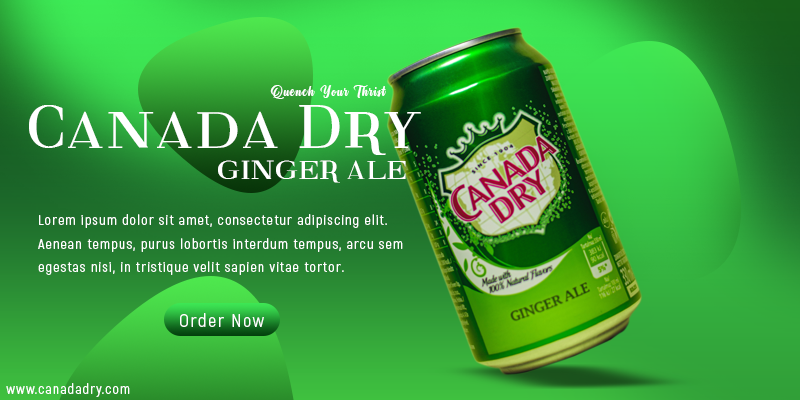 Quench Your Thrist
CANADA DRY
GINGER ALE
Lorem ipsum dolor sit amet, consectetur adipiscing elit.
Aenean tempus, purus lobortis interdum tempus, arcu sem
egestas nisi, in tristique velit sapien vitae tortor.
Order Now
www.canadadry.com
SINCE 1904
CANADA
DRY
Made with
100% Natural Flavors
GINGER ALE